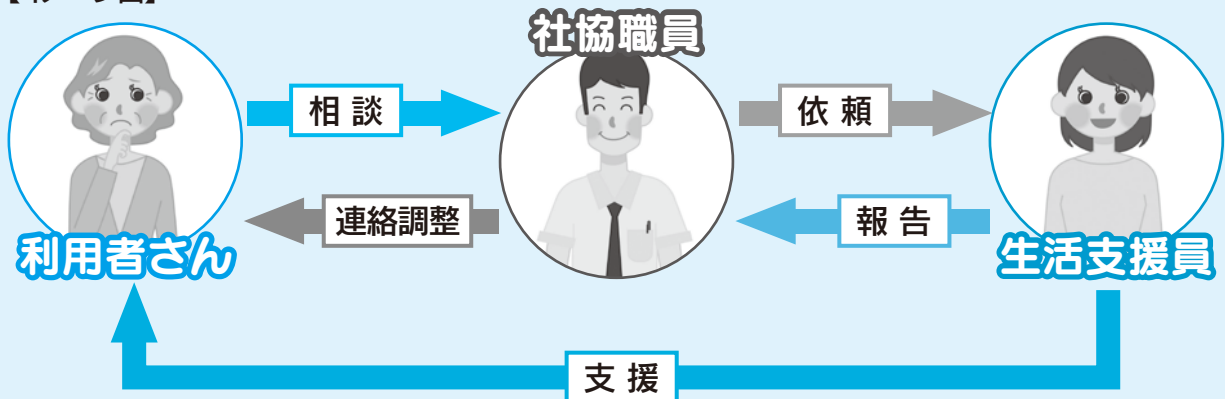 社協職員
相談
依頼
連絡調整
報告
利用者さん
生活支援員
支援